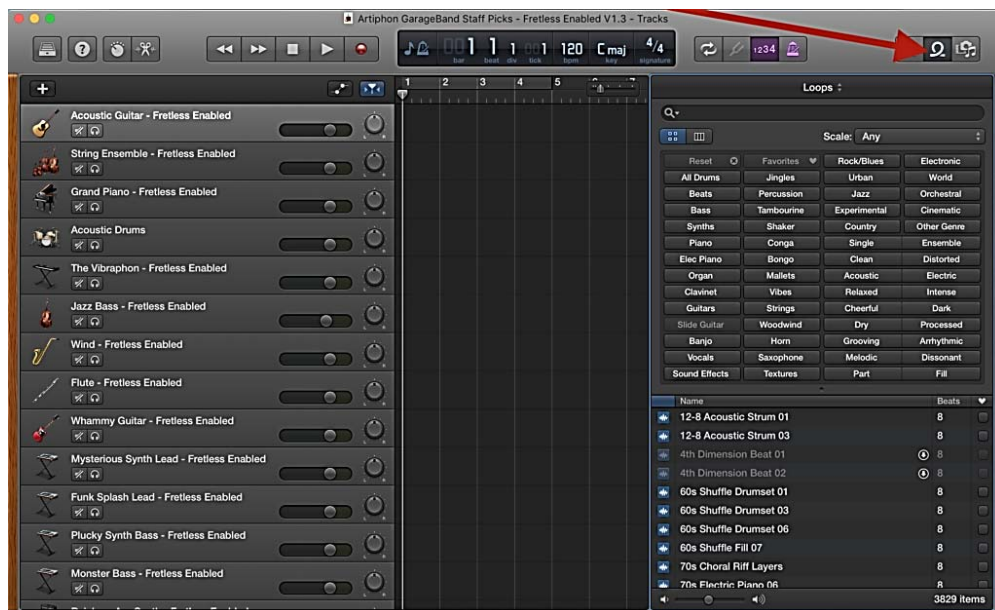 Artiphon GarageBand Staff Picks - Fretless Enabled V1.3 - Tracks
1 1 1 1 120 C maj 4/4
bar beat div tick bpm key signature
1234
1 2 3 4 5 7
Loops
Acoustic Guitar - Fretless Enabled
String Ensemble - Fretless Enabled
Grand Piano - Fretless Enabled
Acoustic Drums
The Vibraphon - Fretless Enabled
Jazz Bass - Fretless Enabled
Wind - Fretless Enabled
Flute - Fretless Enabled
Whammy Guitar - Fretless Enabled
Mysterious Synth Lead - Fretless Enabled
Funk Splash Lead - Fretless Enabled
Plucky Synth Bass - Fretless Enabled
Monster Bass - Fretless Enabled
Scale: Any
Reset Favorites Rock/Blues Electronic
All Drums Jingles Urban World
Beats Percussion Jazz Orchestral
Bass Tambourine Experimental Cinematic
Synths Shaker Country Other Genre
Piano Conga Single Ensemble
Elec Piano Bongo Clean Distorted
Organ Mallets Acoustic Electric
Clavinet Vibes Relaxed Intense
Guitars Strings Cheerful Dark
Slide Guitar Woodwind Dry Processed
Banjo Horn Grooving Arrhythmic
Vocals Saxophone Melodic Dissonant
Sound Effects Textures Part Fill
Name Beats
12-8 Acoustic Strum 01 8
12-8 Acoustic Strum 03 8
4th Dimension Beat 01 8
4th Dimension Beat 02 8
60s Shuffle Drumset 01 8
60s Shuffle Drumset 03 8
60s Shuffle Drumset 06 8
60s Shuffle Fill 07 8
70s Choral Riff Layers 8
70s Electric Piano 06 8
3829 items